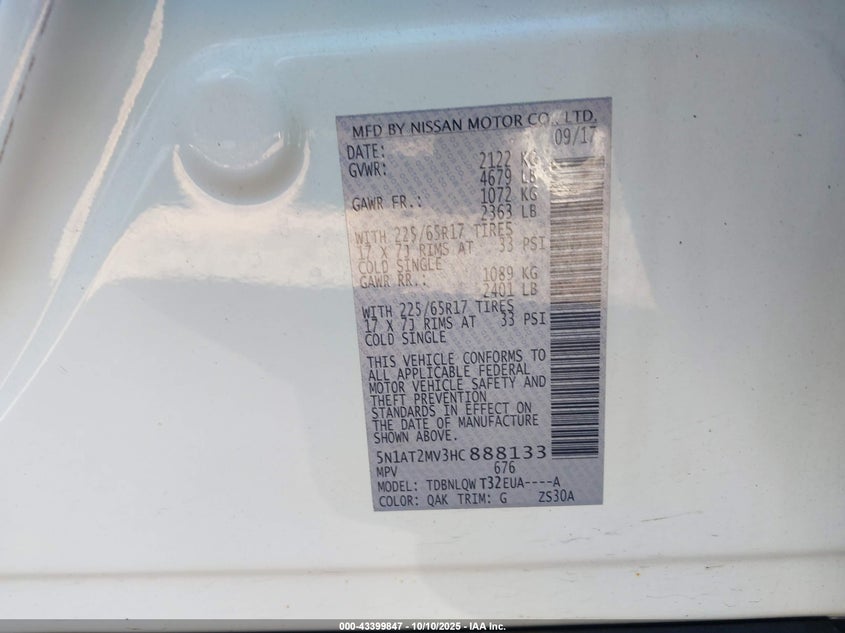 MFD BY NISSAN MOTOR CO., LTD.
DATE: 09/17
GVWR: 2122 KG
4679 LB
GAWR FR.: 1072 KG
2363 LB
WITH 225/65R17 TIRES
17 X 7J RIMS AT 33 PSI
COLD SINGLE
GAWR RR.: 1089 KG
2401 LB
WITH 225/65R17 TIRES
17 X 7J RIMS AT 33 PSI
COLD SINGLE
THIS VEHICLE CONFORMS TO
ALL APPLICABLE FEDERAL
MOTOR VEHICLE SAFETY AND
THEFT PREVENTION
STANDARDS IN EFFECT ON
THE DATE OF MANUFACTURE
SHOWN ABOVE.
5N1AT2MV3HC888133
MPV 676
MODEL: TDBNLQW T32EUA----A
COLOR: QAK TRIM: G ZS30A
000-43399847 - 10/10/2025 - IAA Inc.